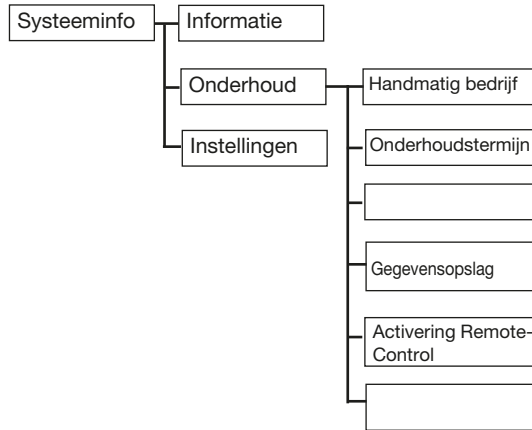 Systeeminfo
Informatie
Onderhoud
Handmatig bedrijf
Instellingen
Onderhoudstermijn
Gegevensopslag
Activering Remote-
Control